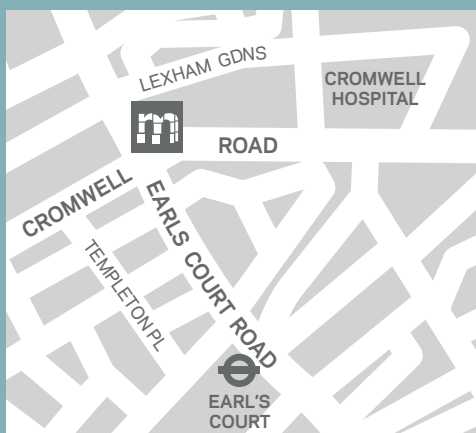 LEXHAM GDNS
CROMWELL
HOSPITAL
m
ROAD
CROMWELL
EARLS COURT ROAD
TEMPLETON PL
EARL'S
COURT